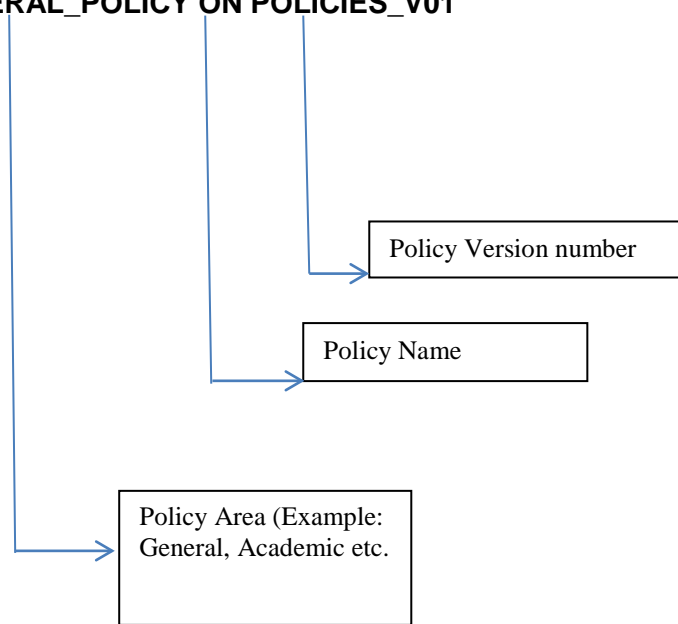 ERAL_POLICY ON POLICIES_V01
Policy Version number
Policy Name
Policy Area (Example:
General, Academic etc.